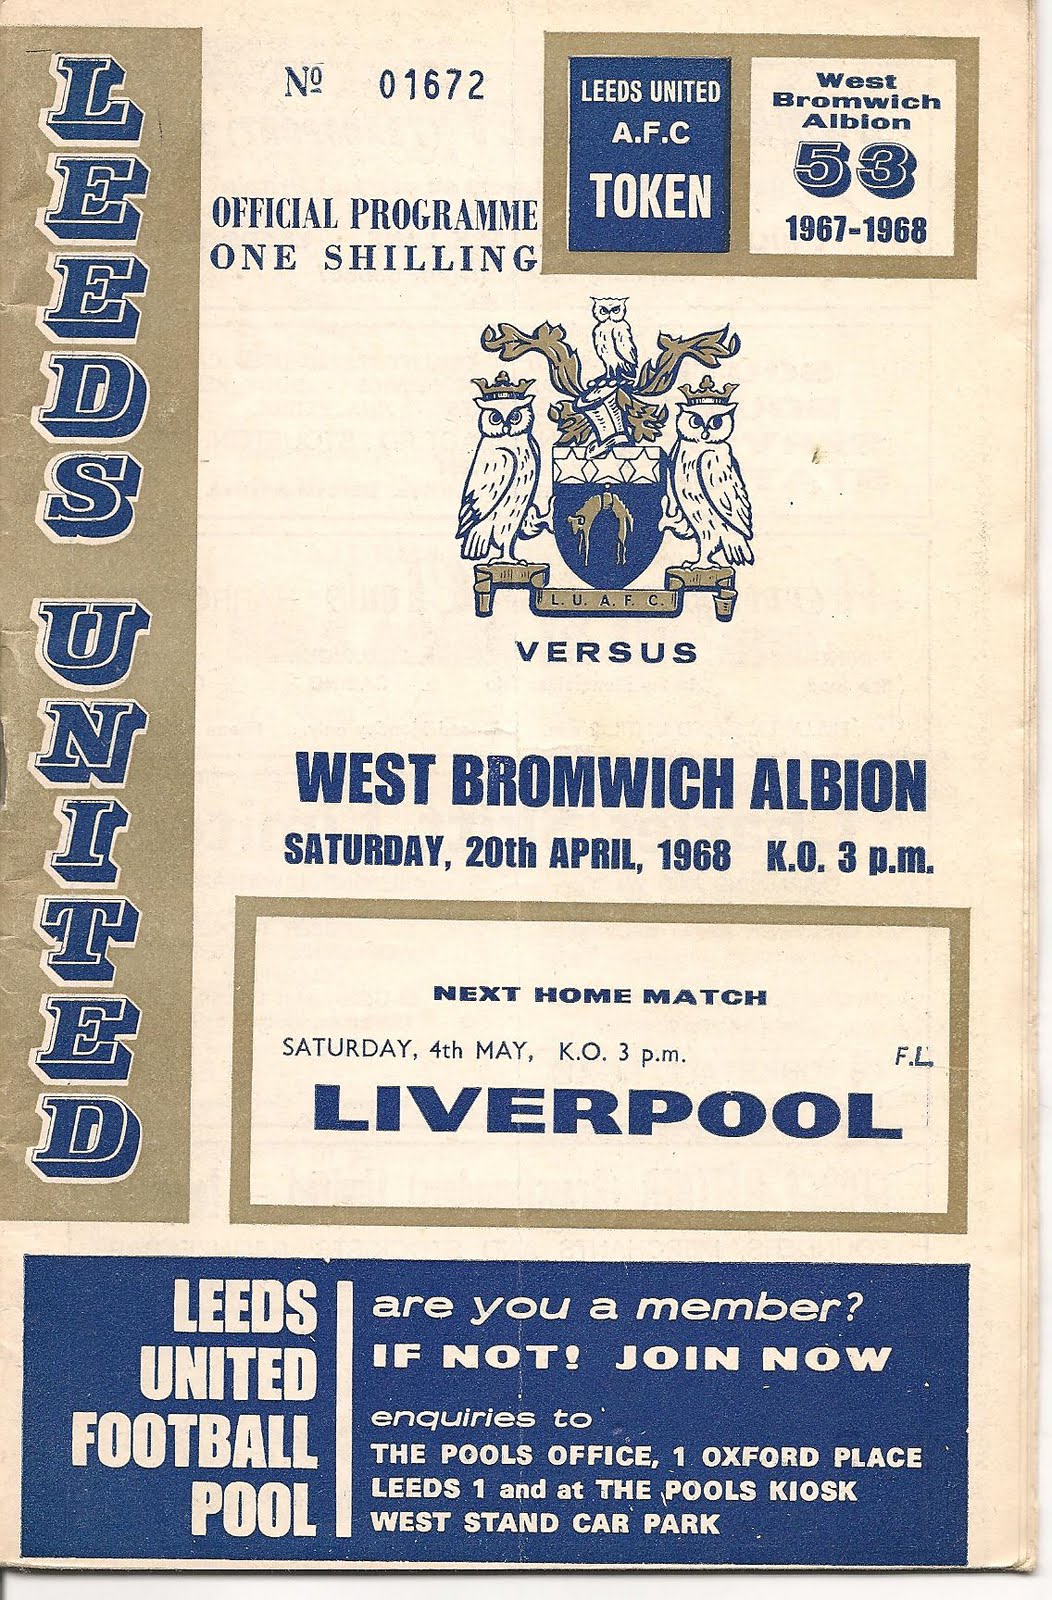 LEEDS UNITED
Nº 01672
OFFICIAL PROGRAMME
ONE SHILLING
LEEDS UNITED
A.F.C
TOKEN
West
Bromwich
Albion
53
1967-1968
L. U. A. F. C.
VERSUS
WEST BROMWICH ALBION
SATURDAY, 20th APRIL, 1968 K.O. 3 p.m.
NEXT HOME MATCH
SATURDAY, 4th MAY, K.O. 3 p.m. F.L.
LIVERPOOL
LEEDS
UNITED
FOOTBALL
POOL
are you a member?
IF NOT! JOIN NOW
enquiries to
THE POOLS OFFICE, 1 OXFORD PLACE
LEEDS 1 and at THE POOLS KIOSK
WEST STAND CAR PARK